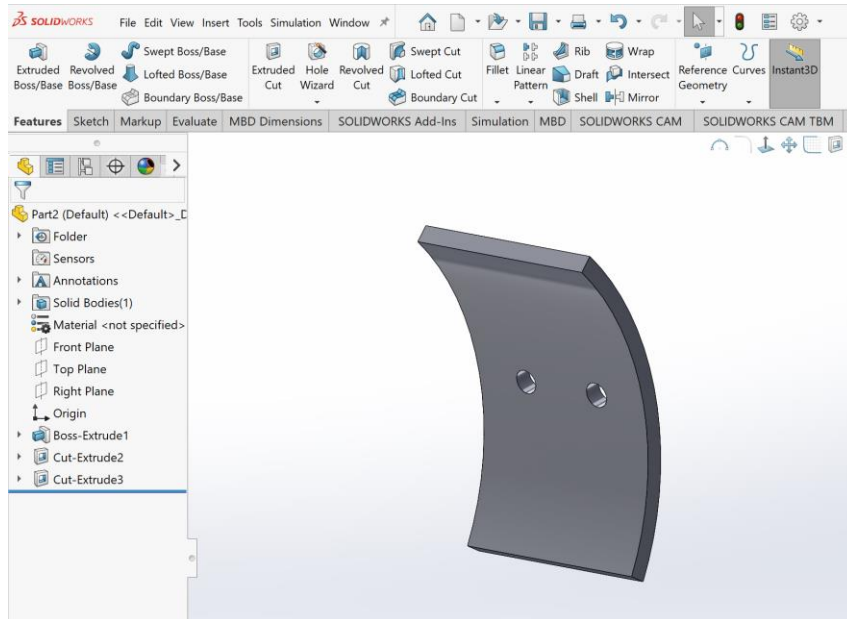 SOLIDWORKS File Edit View Insert Tools Simulation Window
Extruded Boss/Base
Revolved Boss/Base
Swept Boss/Base
Lofted Boss/Base
Boundary Boss/Base
Extruded Cut
Hole Wizard
Revolved Cut
Swept Cut
Lofted Cut
Boundary Cut
Fillet
Linear Pattern
Rib
Draft
Shell
Wrap
Intersect
Mirror
Reference Geometry
Curves
Instant3D
Features Sketch Markup Evaluate MBD Dimensions SOLIDWORKS Add-Ins Simulation MBD SOLIDWORKS CAM SOLIDWORKS CAM TBM
Part2 (Default) <<Default>_D
Folder
Sensors
Annotations
Solid Bodies(1)
Material <not specified>
Front Plane
Top Plane
Right Plane
Origin
Boss-Extrude1
Cut-Extrude2
Cut-Extrude3